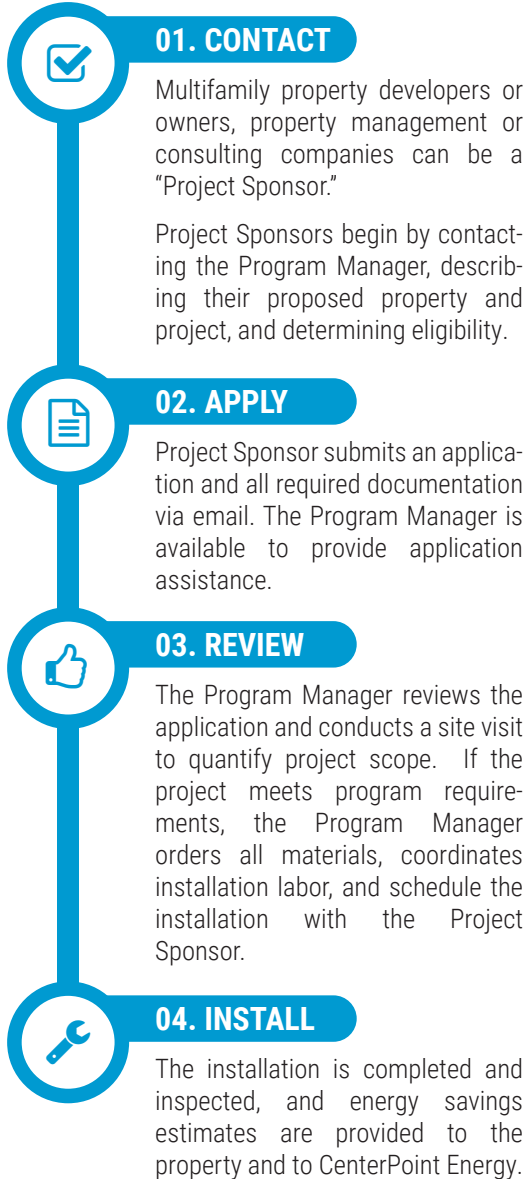 01. CONTACT
Multifamily property developers or
owners, property management or
consulting companies can be a
“Project Sponsor.”
Project Sponsors begin by contact-
ing the Program Manager, describ-
ing their proposed property and
project, and determining eligibility.
02. APPLY
Project Sponsor submits an applica-
tion and all required documentation
via email. The Program Manager is
available to provide application
assistance.
03. REVIEW
The Program Manager reviews the
application and conducts a site visit
to quantify project scope. If the
project meets program require-
ments, the Program Manager
orders all materials, coordinates
installation labor, and schedule the
installation with the Project
Sponsor.
04. INSTALL
The installation is completed and
inspected, and energy savings
estimates are provided to the
property and to CenterPoint Energy.